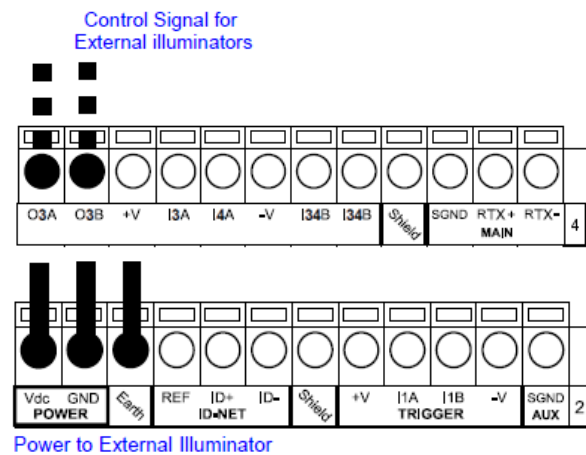 Control Signal for
External illuminators
O3A O3B +V I3A I4A -V I34B I34B Shield SGND RTX+ RTX-
MAIN
4
Vdc GND Earth REF ID+ ID- Shield +V I1A I1B -V SGND
POWER ID-NET TRIGGER AUX
2
Power to External Illuminator